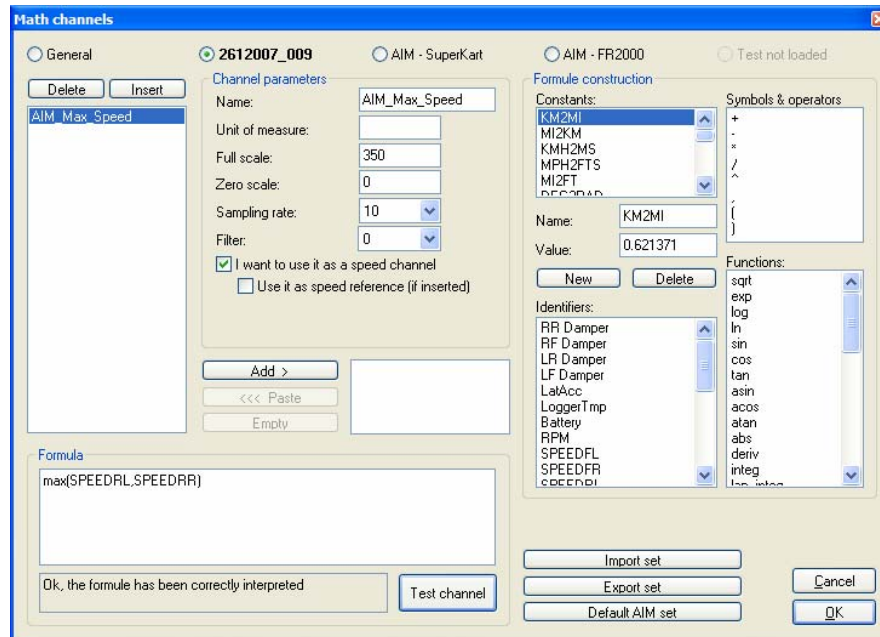 Math channels
General
2612007_009
AIM - SuperKart
AIM - FR2000
Test not loaded
Delete
Insert
AIM_Max_Speed
Channel parameters
Name:
AIM_Max_Speed
Unit of measure:
Full scale:
350
Zero scale:
0
Sampling rate:
10
Filter:
0
I want to use it as a speed channel
Use it as speed reference (if inserted)
Add >
<<< Paste
Empty
Formule construction
Constants:
KM2MI
MI2KM
KMH2MS
MPH2FTS
MI2FT
DEG2RAD
Name:
KM2MI
Value:
0.621371
New
Delete
Identifiers:
RR Damper
RF Damper
LR Damper
LF Damper
LatAcc
LoggerTmp
Battery
RPM
SPEEDFL
SPEEDFR
SPEEDRL
Symbols & operators
+
-
*
/
^
,
(
)
Functions:
sqrt
exp
log
ln
sin
cos
tan
asin
acos
atan
abs
deriv
integ
lap_integ
Formula
max(SPEEDRL,SPEEDRR)
Ok, the formule has been correctly interpreted
Test channel
Import set
Export set
Default AIM set
Cancel
OK